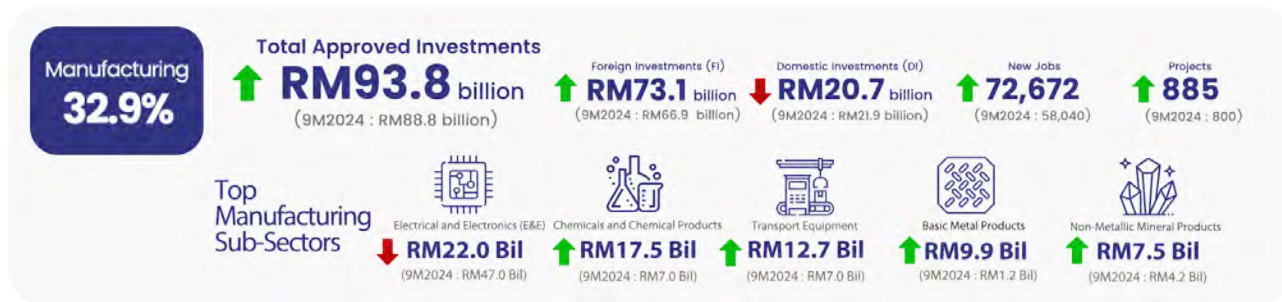 Manufacturing
32.9%
Total Approved Investments
RM93.8 billion
(9M2024 : RM88.8 billion)
Foreign Investments (FI)
RM73.1 billion
(9M2024 : RM66.9 billion)
Domestic Investments (DI)
RM20.7 billion
(9M2024 : RM21.9 billion)
New Jobs
72,672
(9M2024 : 58,040)
Projects
885
(9M2024 : 800)
Top
Manufacturing
Sub-Sectors
Electrical and Electronics (E&E)
RM22.0 Bil
(9M2024 : RM47.0 Bil)
Chemicals and Chemical Products
RM17.5 Bil
(9M2024 : RM7.0 Bil)
Transport Equipment
RM12.7 Bil
(9M2024 : RM7.0 Bil)
Basic Metal Products
RM9.9 Bil
(9M2024 : RM1.2 Bil)
Non-Metallic Mineral Products
RM7.5 Bil
(9M2024 : RM4.2 Bil)